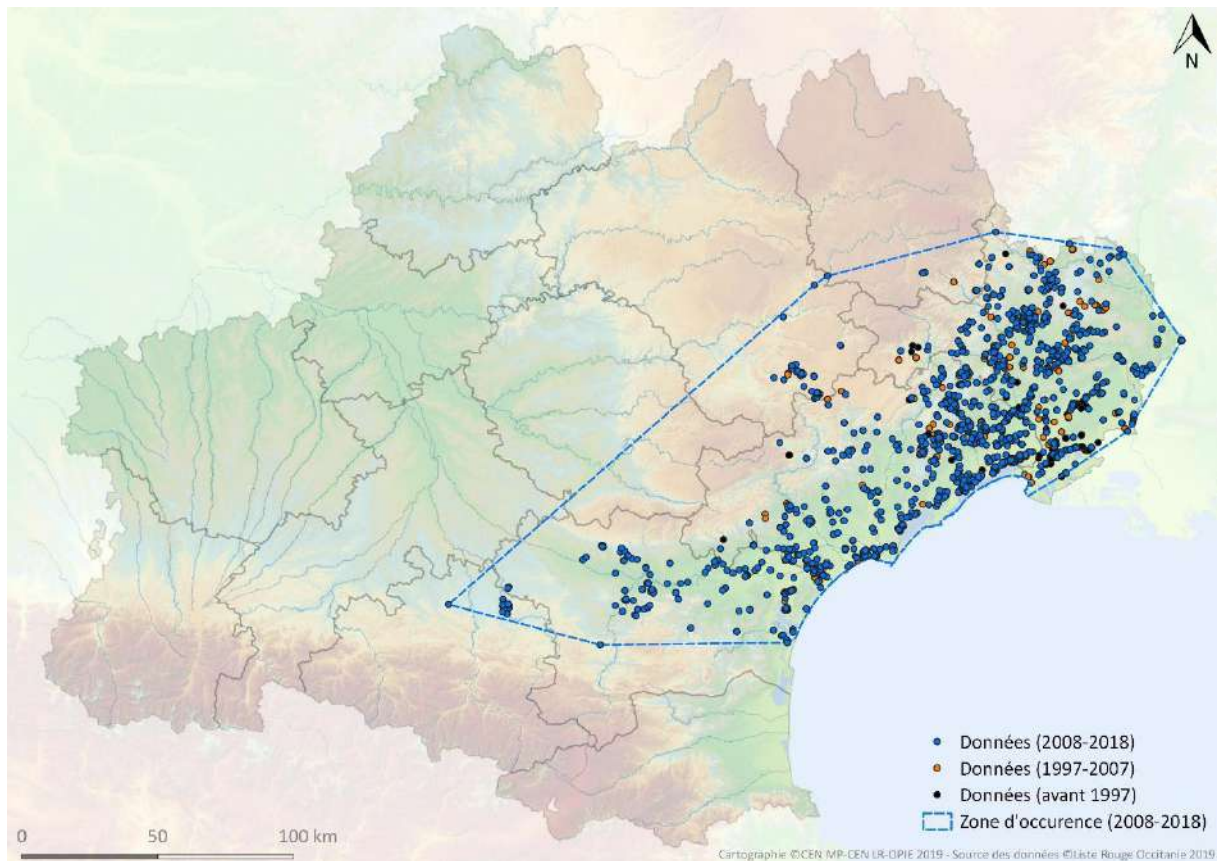 N
Données (2008-2018)
Données (1997-2007)
Données (avant 1997)
Zone d'occurence (2008-2018)
0 50 100 km
Cartographie ©CEN MP-CEN LR-OPIE 2019 - Source des données ©Liste Rouge Occitanie 2019